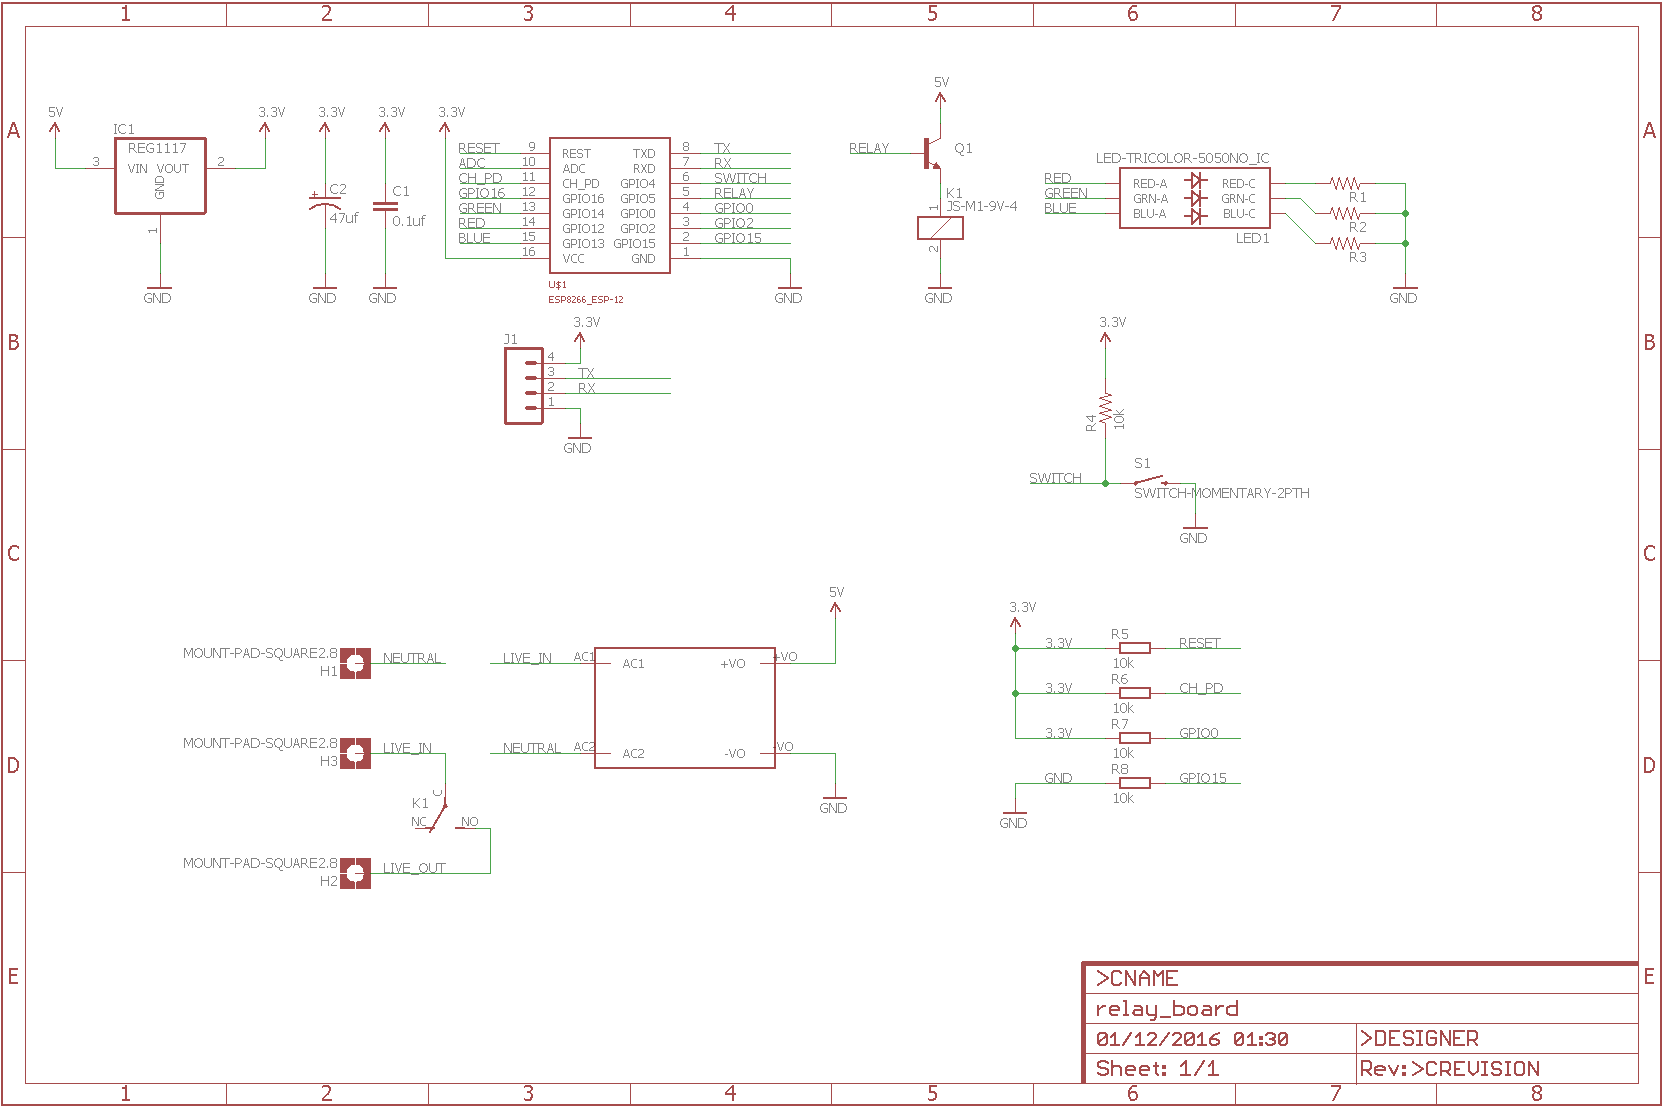 1 2 3 4 5 6 7 8
A
A
B
B
C
C
D
D
E
E
1 2 3 4 5 6 7 8
5V
3.3V
IC1
REG1117
3
VIN VOUT
2
GND
1
GND
3.3V
3.3V
+
C2
47uf
C1
0.1uf
GND
GND
3.3V
RESET 9 REST TXD 8 TX
ADC 10 ADC RXD 7 RX
CH_PD 11 CH_PD GPIO4 6 SWITCH
GPIO16 12 GPIO16 GPIO5 5 RELAY
GREEN 13 GPIO14 GPIO0 4 GPIO0
RED 14 GPIO12 GPIO2 3 GPIO2
BLUE 15 GPIO13 GPIO15 2 GPIO15
16 VCC GND 1
U$1
ESP8266_ESP-12
GND
5V
RELAY
Q1
K1
JS-M1-9V-4
1
2
GND
LED-TRICOLOR-5050NO_IC
RED RED-A RED-C
GREEN GRN-A GRN-C
BLUE BLU-A BLU-C
LED1
R1
R2
R3
GND
3.3V
J1
4
3 TX
2 RX
1
GND
3.3V
R4
10K
SWITCH
S1
SWITCH-MOMENTARY-2PTH
GND
MOUNT-PAD-SQUARE2.8
H1
NEUTRAL
MOUNT-PAD-SQUARE2.8
H3
LIVE_IN
K1
C
NC
NO
MOUNT-PAD-SQUARE2.8
H2
LIVE_OUT
5V
LIVE_IN AC1 AC1 +VO +VO
NEUTRAL AC2 AC2 -VO -VO
GND
3.3V
3.3V R5 RESET
10k
3.3V R6 CH_PD
10k
3.3V R7 GPIO0
10k
GND R8 GPIO15
10k
GND
>CNAME
relay_board
01/12/2016 01:30 >DESIGNER
Sheet: 1/1 Rev:>CREVISION